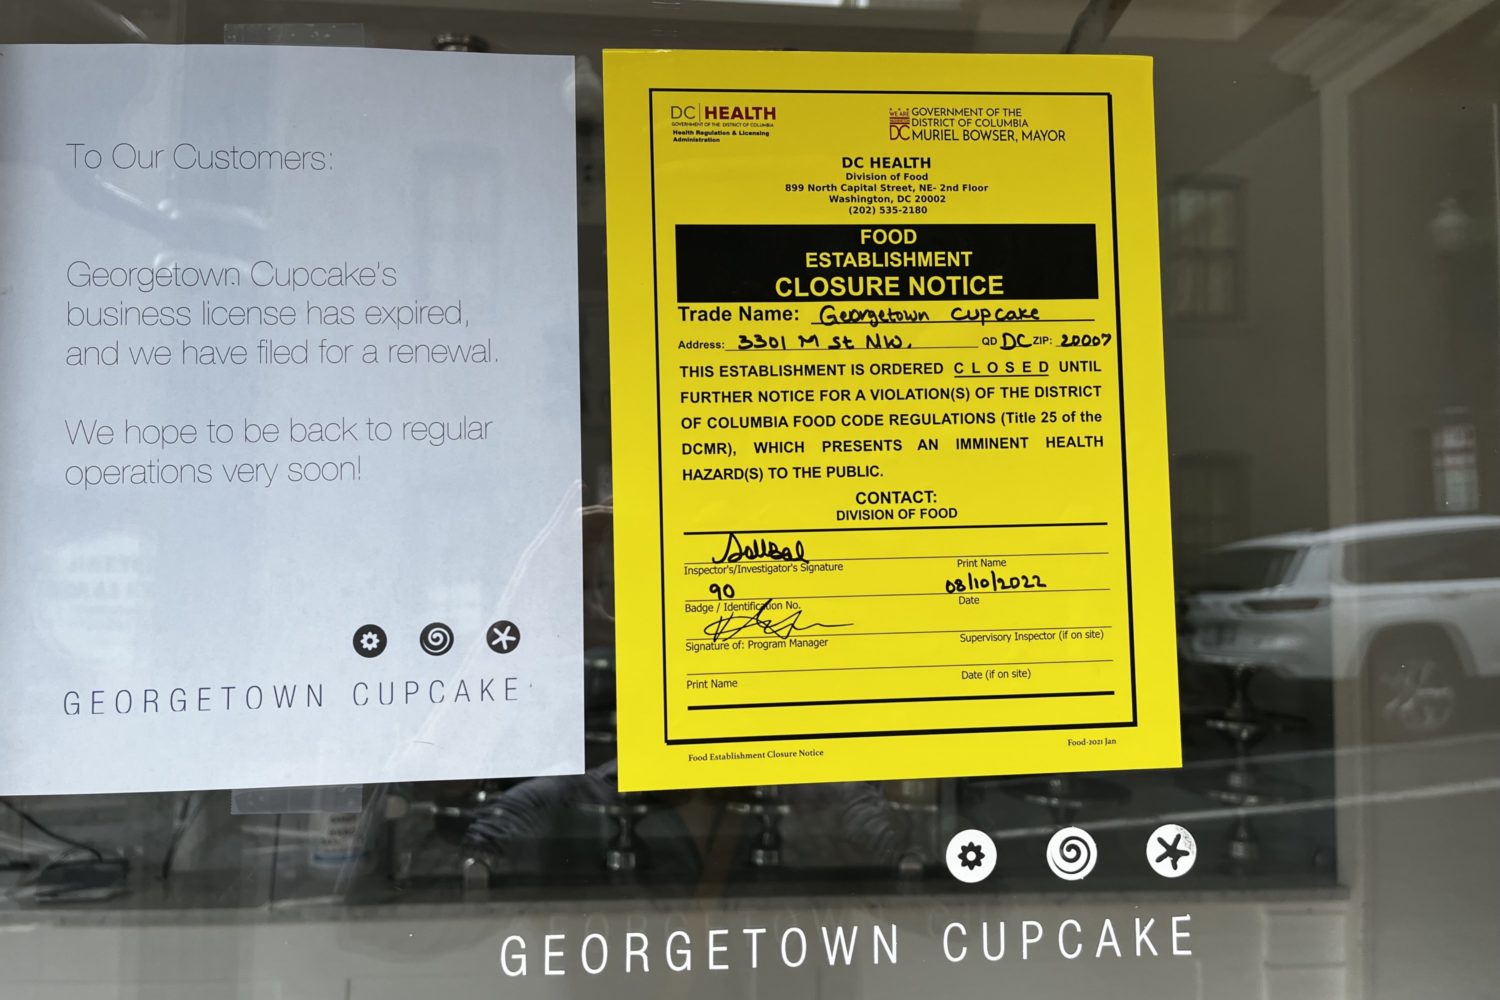 To Our Customers:
Georgetown Cupcake's
business license has expired,
and we have filed for a renewal.
We hope to be back to regular
operations very soon!
GEORGETOWN CUPCAKE
DC HEALTH
GOVERNMENT OF THE DISTRICT OF COLUMBIA
Health Regulation & Licensing
Administration
WE ARE
DC
GOVERNMENT OF THE
DISTRICT OF COLUMBIA
MURIEL BOWSER, MAYOR
DC HEALTH
Division of Food
899 North Capital Street, NE- 2nd Floor
Washington, DC 20002
(202) 535-2180
FOOD
ESTABLISHMENT
CLOSURE NOTICE
Trade Name: Georgetown Cupcake
Address: 3301 M St NW. QD DC ZIP: 20007
THIS ESTABLISHMENT IS ORDERED C L O S E D UNTIL
FURTHER NOTICE FOR A VIOLATION(S) OF THE DISTRICT
OF COLUMBIA FOOD CODE REGULATIONS (Title 25 of the
DCMR), WHICH PRESENTS AN IMMINENT HEALTH
HAZARD(S) TO THE PUBLIC.
CONTACT:
DIVISION OF FOOD
Inspector's/Investigator's Signature Print Name
90 08/10/2022
Badge / Identification No. Date
Signature of: Program Manager Supervisory Inspector (if on site)
Print Name Date (if on site)
Food Establishment Closure Notice Food-2021 Jan
GEORGETOWN CUPCAKE